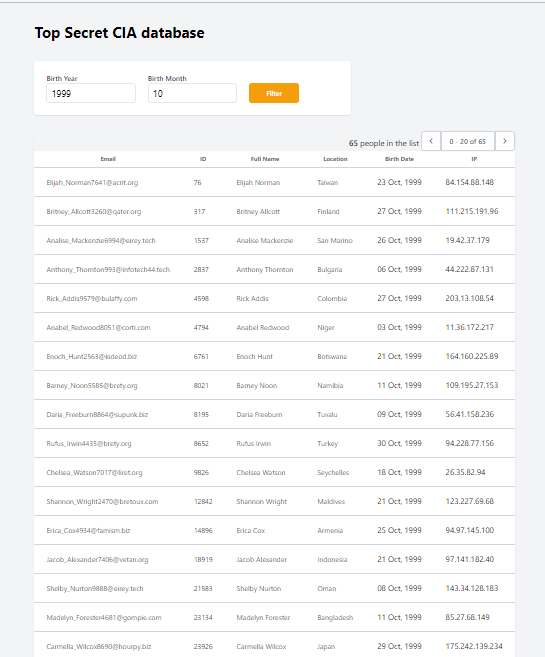 Top Secret CIA database
Birth Year Birth Month
1999 10 Filter
65 people in the list 0 - 20 of 65
Email ID Full Name Location Birth Date IP
Elijah_Norman7641@acrit.org 76 Elijah Norman Taiwan 23 Oct, 1999 84.154.88.148
Britney_Allcott3260@qater.org 317 Britney Allcott Finland 27 Oct, 1999 111.215.191.96
Analise_Mackenzie6994@eirey.tech 1537 Analise Mackenzie San Marino 26 Oct, 1999 19.42.37.179
Anthony_Thornton993@infotech44.tech 2837 Anthony Thornton Bulgaria 06 Oct, 1999 44.222.87.131
Rick_Addis9579@bulaffy.com 4598 Rick Addis Colombia 27 Oct, 1999 203.13.108.54
Anabel_Redwood8051@corti.com 4794 Anabel Redwood Niger 03 Oct, 1999 11.36.172.217
Enoch_Hunt2563@kideod.biz 6761 Enoch Hunt Botswana 21 Oct, 1999 164.160.225.89
Barney_Noon5585@brety.org 8021 Barney Noon Namibia 11 Oct, 1999 109.195.27.153
Daria_Freeburn8864@supunk.biz 8195 Daria Freeburn Tuvalu 09 Oct, 1999 56.41.158.236
Rufus_Irwin4435@brety.org 8652 Rufus Irwin Turkey 30 Oct, 1999 94.228.77.156
Chelsea_Watson7017@liret.org 9826 Chelsea Watson Seychelles 18 Oct, 1999 26.35.82.94
Shannon_Wright2470@bretoux.com 12842 Shannon Wright Maldives 21 Oct, 1999 123.227.69.68
Erica_Cox4934@famism.biz 14896 Erica Cox Armenia 25 Oct, 1999 94.97.145.100
Jacob_Alexander7406@vetan.org 18919 Jacob Alexander Indonesia 21 Oct, 1999 97.141.182.40
Shelby_Nurton9888@eirey.tech 21583 Shelby Nurton Oman 08 Oct, 1999 143.34.128.183
Madelyn_Forester4681@gompie.com 23134 Madelyn Forester Bangladesh 11 Oct, 1999 85.27.68.149
Carmella_Wilcox8690@hourpy.biz 23926 Carmella Wilcox Japan 29 Oct, 1999 175.242.139.234